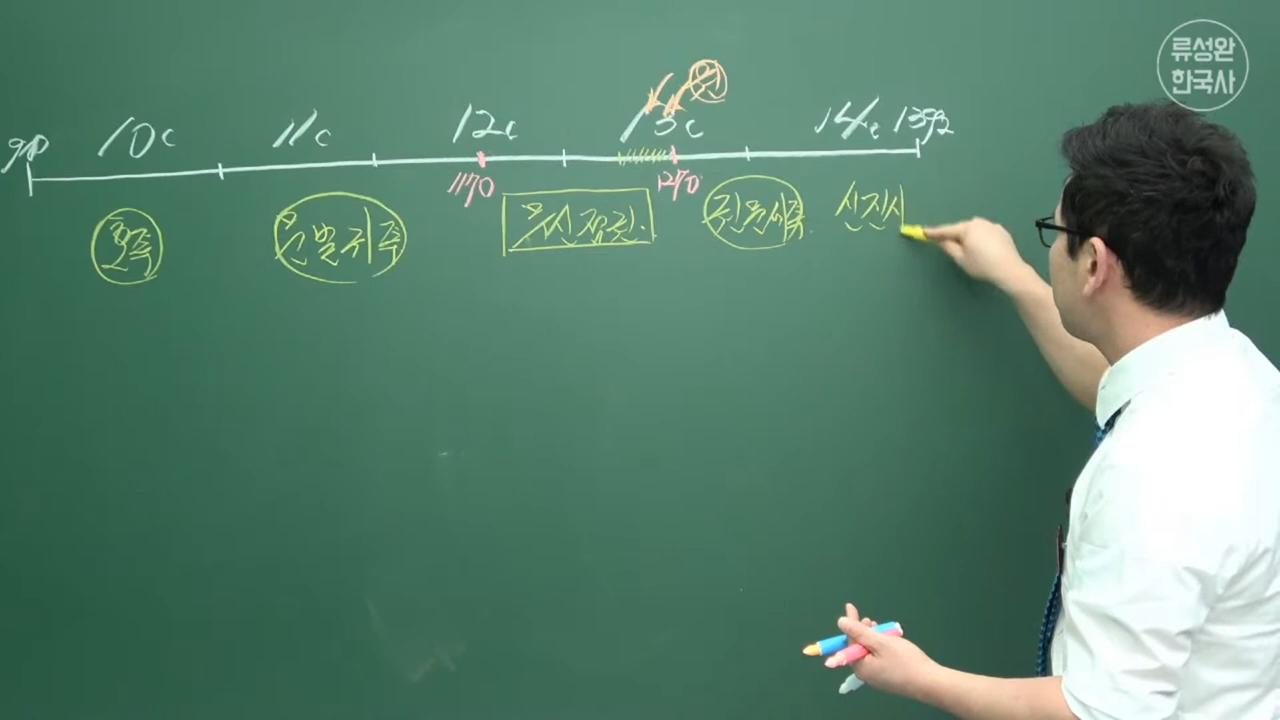 류성완
한국사
원
10c 11c 12c 13c 14c 1392
918
1170 1270
호족 문벌귀족 무신정권 권문세족 신진사